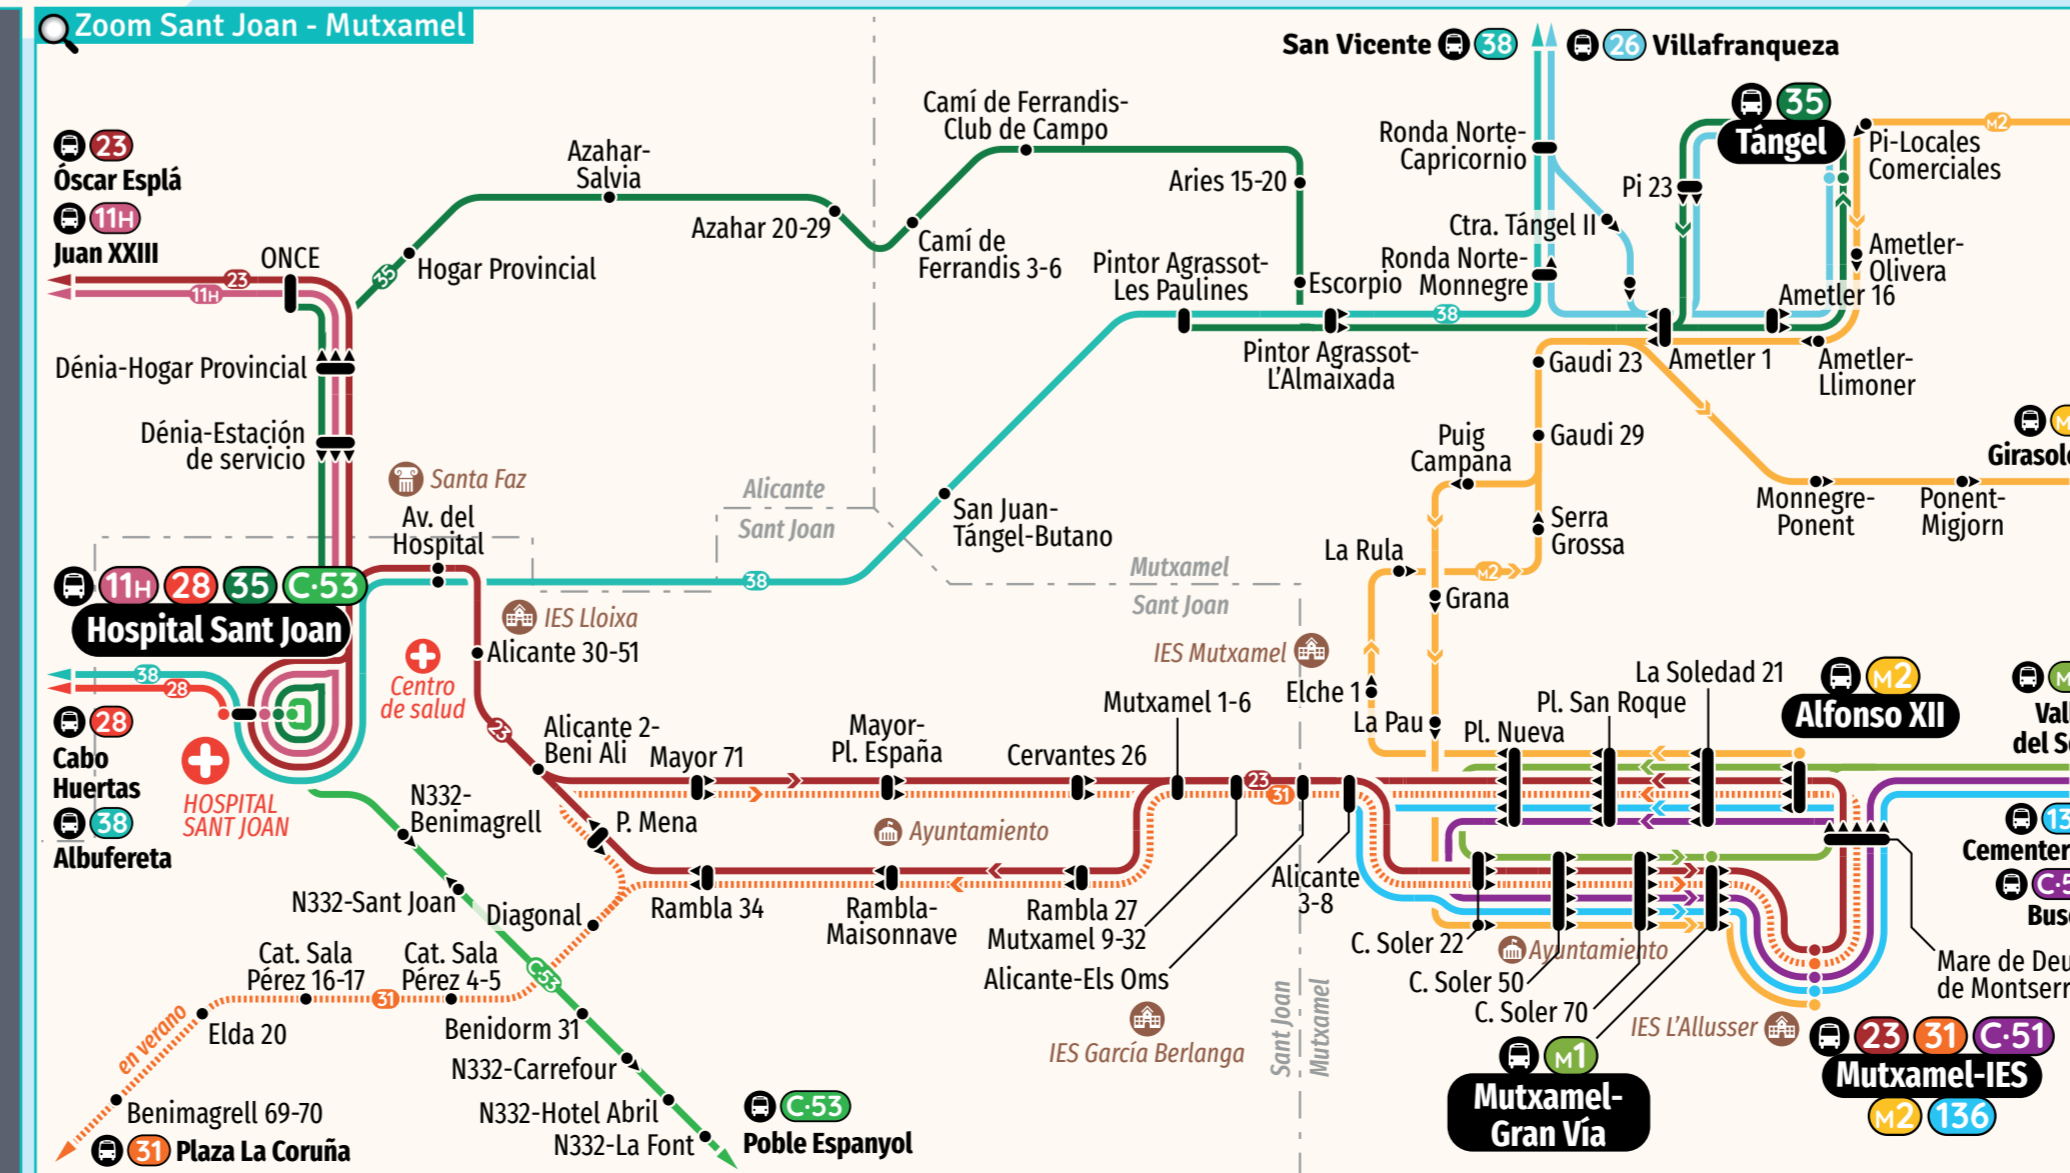 Zoom Sant Joan - Mutxamel
San Vicente 38
26 Villafranqueza
23
Óscar Esplá
11H
Juan XXIII
ONCE
23
11H
35
Hogar Provincial
Azahar-
Salvia
Azahar 20-29
Camí de
Ferrandis 3-6
Camí de Ferrandis-
Club de Campo
Aries 15-20
Escorpio
Pintor Agrassot-
Les Paulines
Pintor Agrassot-
L'Almaixada
38
Ronda Norte-
Capricornio
Ctra. Tángel II
Ronda Norte-
Monnegre
35
Tángel
Pi 23
M2
Pi-Locales
Comerciales
Ametler-
Olivera
Ametler 16
Ametler 1
Ametler-
Llimoner
Gaudi 23
Gaudi 29
Puig
Campana
Serra
Grossa
La Rula
M2
Grana
Elche 1
La Pau
Monnegre-
Ponent
Ponent-
Migjorn
Dénia-Hogar Provincial
Dénia-Estación
de servicio
Santa Faz
Av. del
Hospital
Alicante
Sant Joan
San Juan-
Tángel-Butano
38
Mutxamel
Sant Joan
11H 28 35 C-53
Hospital Sant Joan
38
28
28
Cabo
Huertas
38
Albufereta
HOSPITAL
SANT JOAN
Centro
de salud
IES Lloixa
Alicante 30-51
23
Alicante 2-
Beni Ali
Mayor 71
Mayor-
Pl. España
Cervantes 26
Mutxamel 1-6
IES Mutxamel
23
31
P. Mena
Ayuntamiento
Rambla 34
Rambla-
Maisonnave
Rambla 27
Mutxamel 9-32
Alicante-Els Oms
Alicante
3-8
IES García Berlanga
Sant Joan
Mutxamel
N332-
Benimagrell
N332-Sant Joan
Diagonal
C-53
Cat. Sala
Pérez 16-17
Cat. Sala
Pérez 4-5
31
Elda 20
en verano
Benimagrell 69-70
31 Plaza La Coruña
Benidorm 31
N332-Carrefour
N332-Hotel Abril
N332-La Font
C-53
Poble Espanyol
Pl. Nueva
Pl. San Roque
La Soledad 21
M2
Alfonso XII
C. Soler 22
C. Soler 50
C. Soler 70
Ayuntamiento
M1
Mutxamel-
Gran Vía
IES L'Allusser
23 31 C-51
Mutxamel-IES
M2 136
Mare de Deu